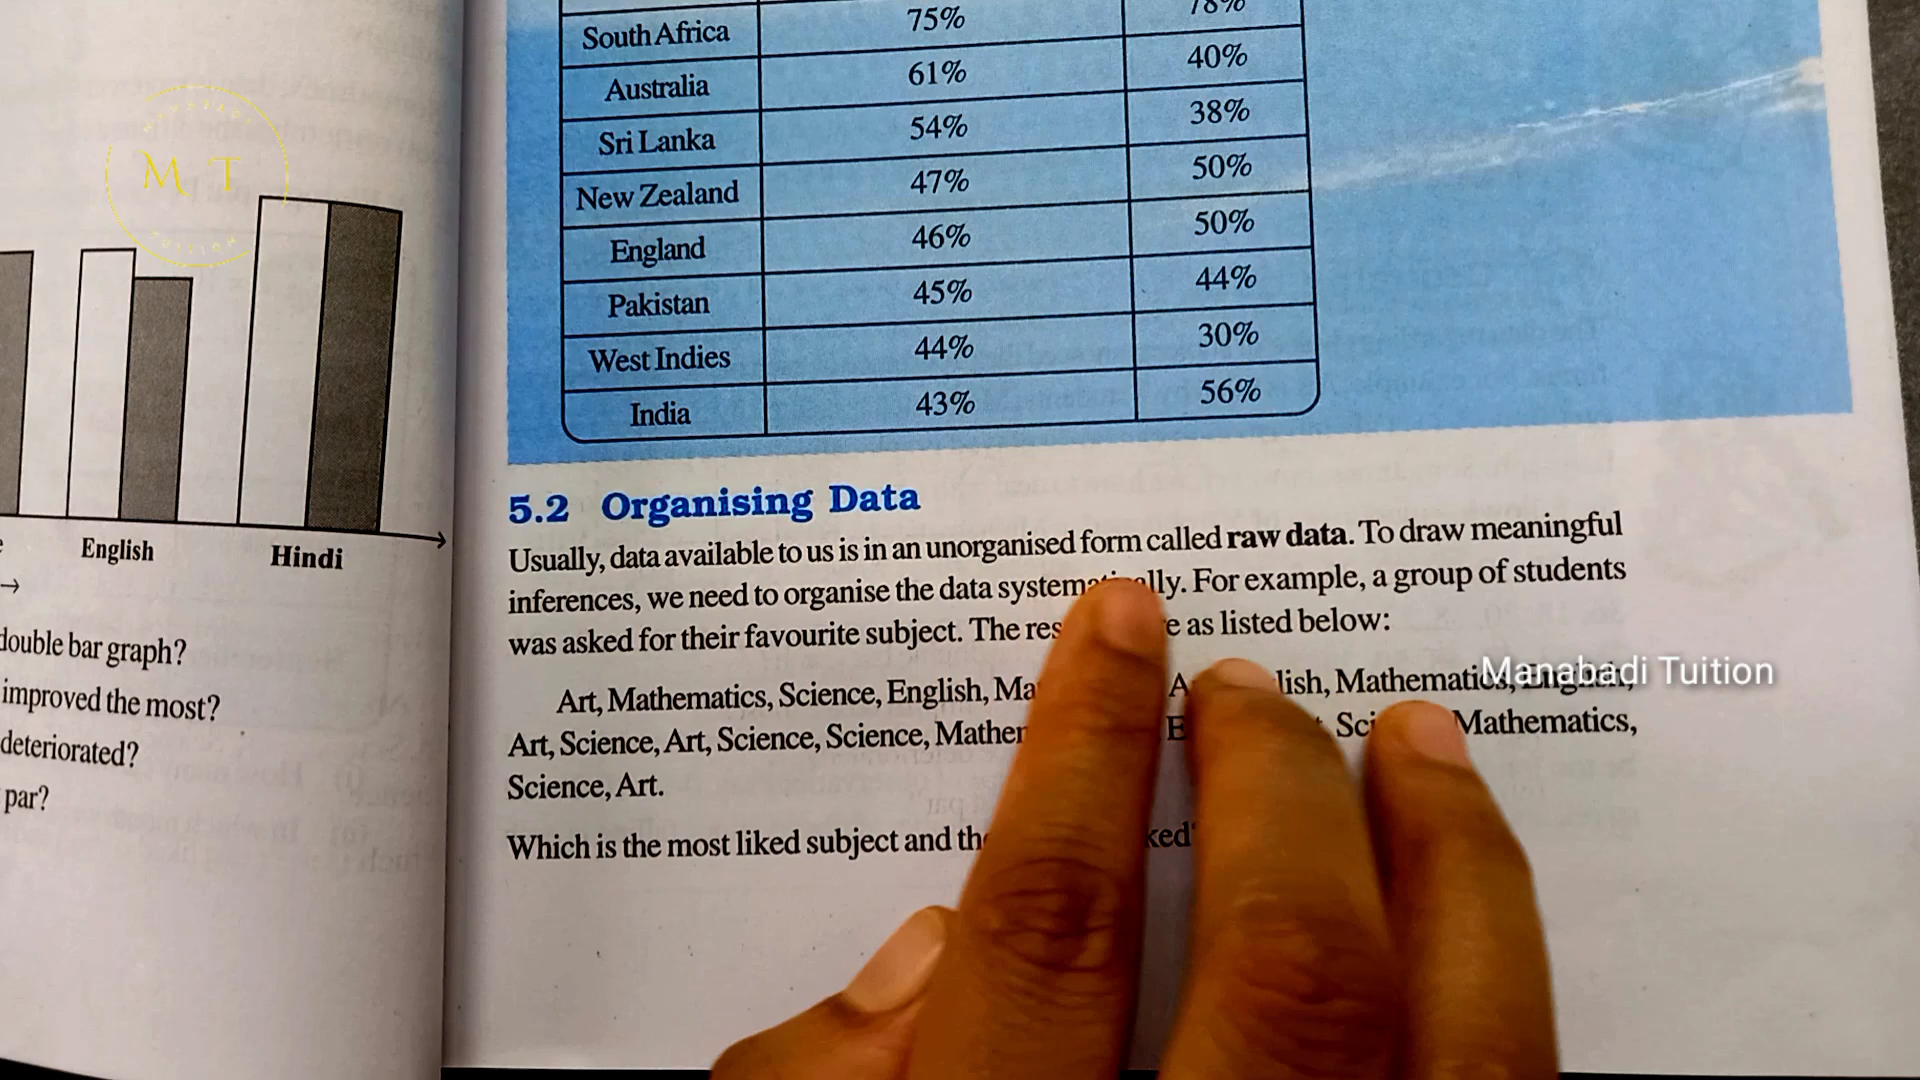 M T
TUITION
English
Hindi
double bar graph?
improved the most?
deteriorated?
par?
South Africa 75% 78%
Australia 61% 40%
Sri Lanka 54% 38%
New Zealand 47% 50%
England 46% 50%
Pakistan 45% 44%
West Indies 44% 30%
India 43% 56%
5.2 Organising Data
Usually, data available to us is in an unorganised form called raw data. To draw meaningful
inferences, we need to organise the data systematically. For example, a group of students
was asked for their favourite subject. The as listed below:
Art, Mathematics, Science, English, Mathematics, English,
Art, Science, Art, Science, Science, Mathematics,
Science, Art.
Which is the most liked subject and
Manabadi Tuition